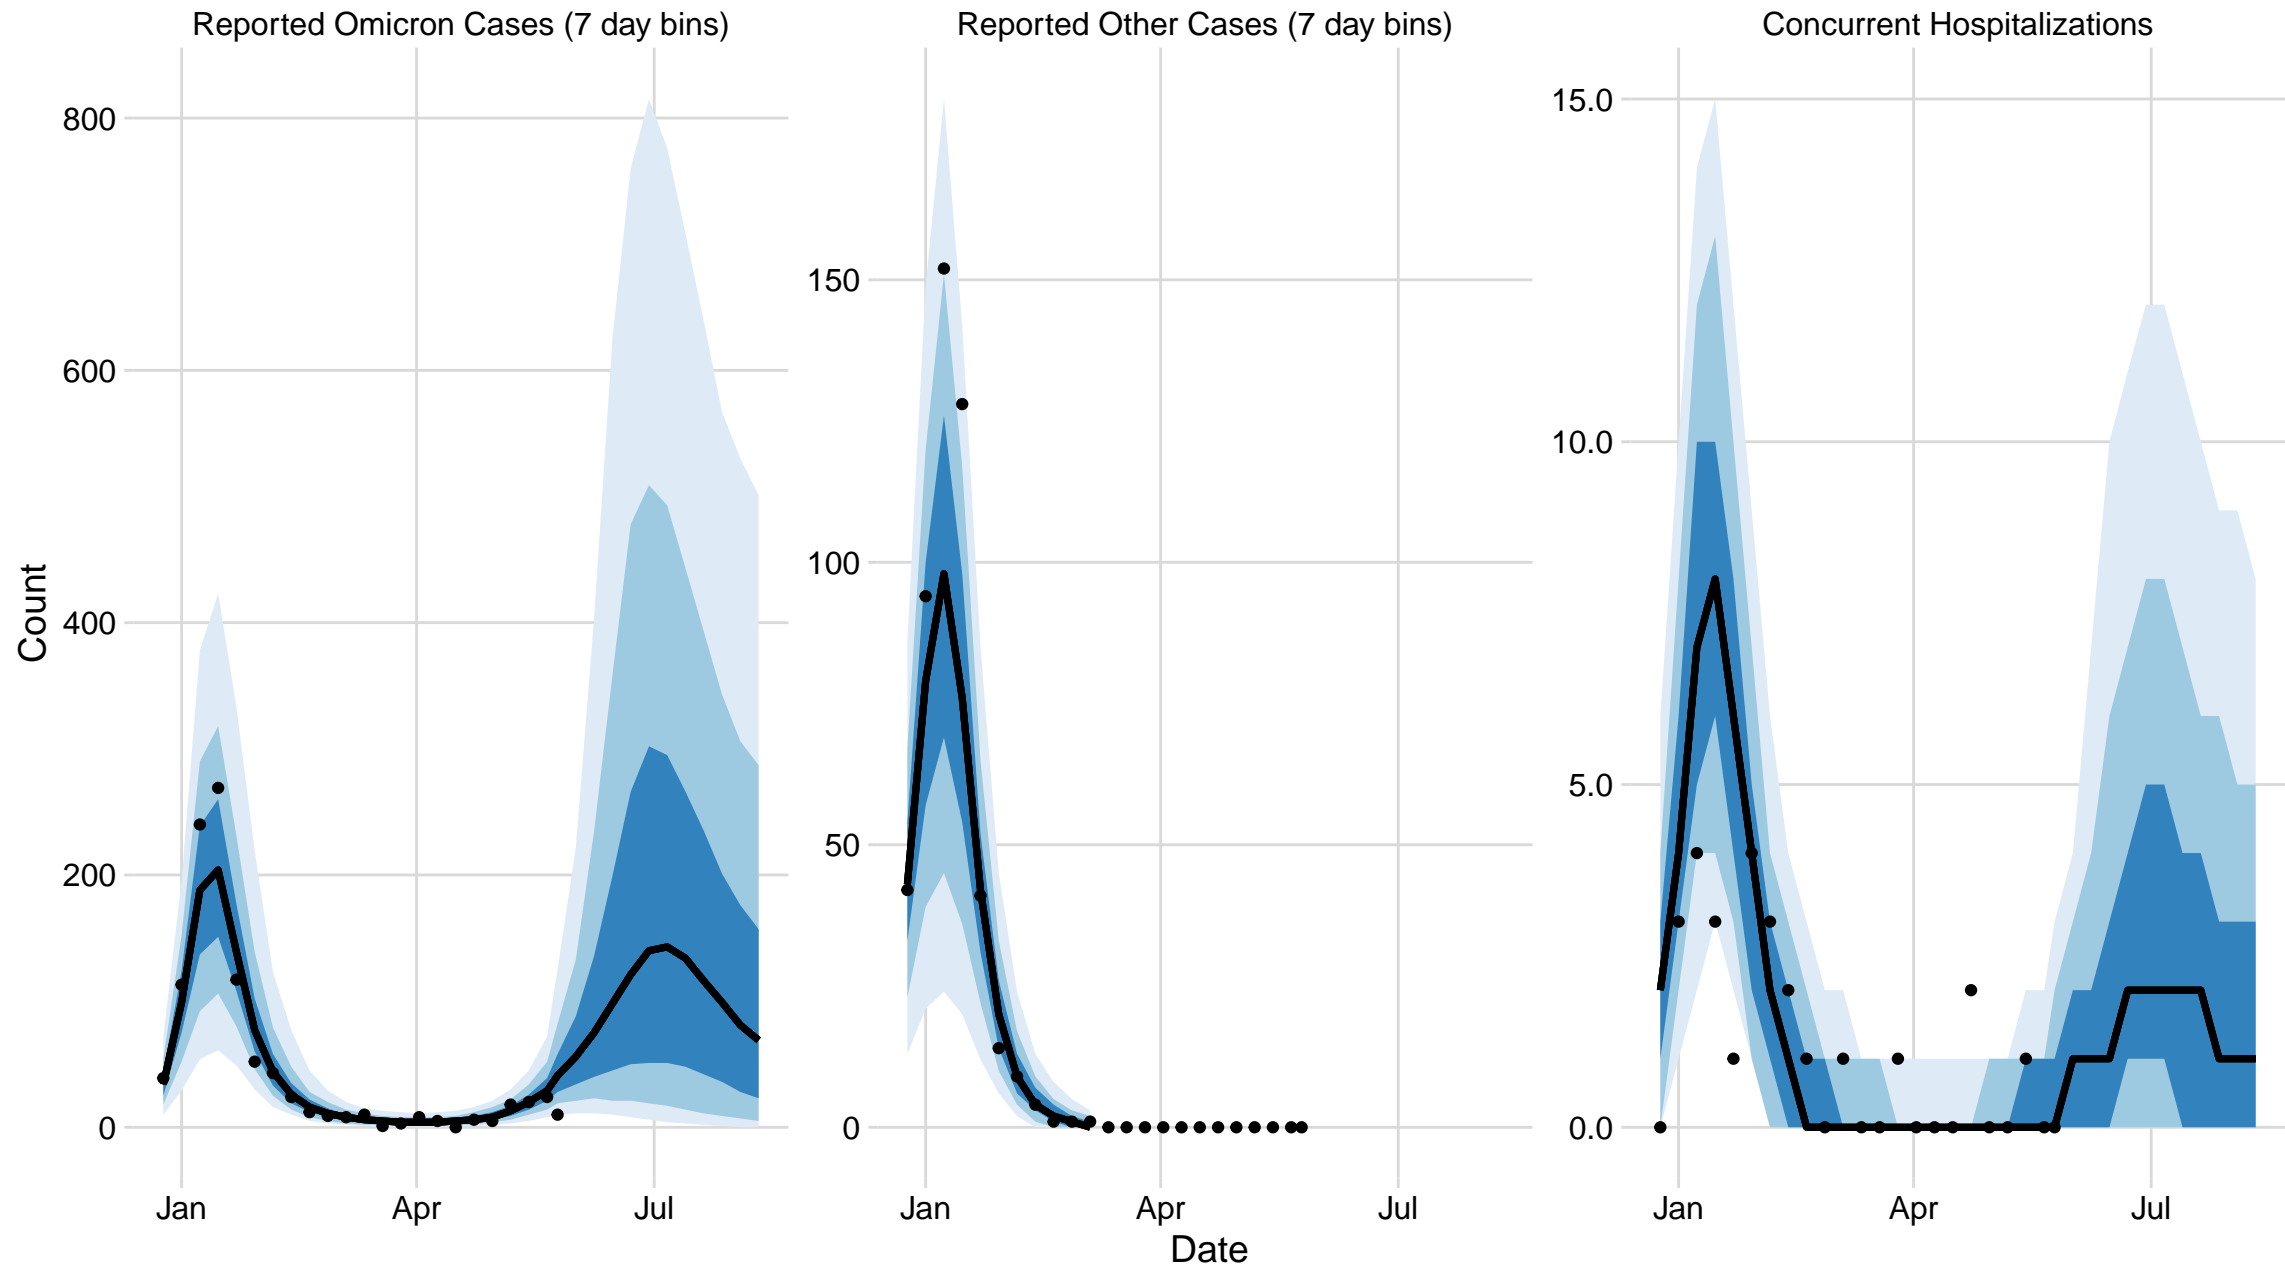 Reported Omicron Cases (7 day bins)
Reported Other Cases (7 day bins)
Concurrent Hospitalizations
Count
800
600
400
200
0
Jan
Apr
Jul
150
100
50
0
Jan
Apr
Jul
15.0
10.0
5.0
0.0
Jan
Apr
Jul
Date